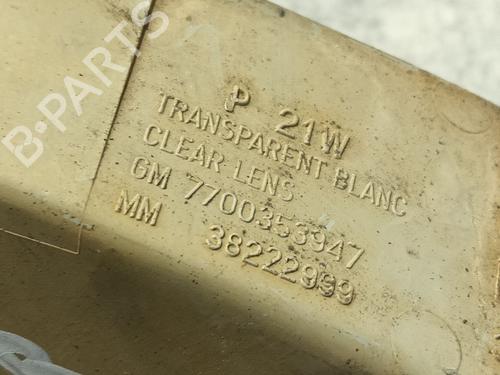 B-PARTS
P 21W
TRANSPARENT BLANC
CLEAR LENS
GM 7700353947
MM 38222999